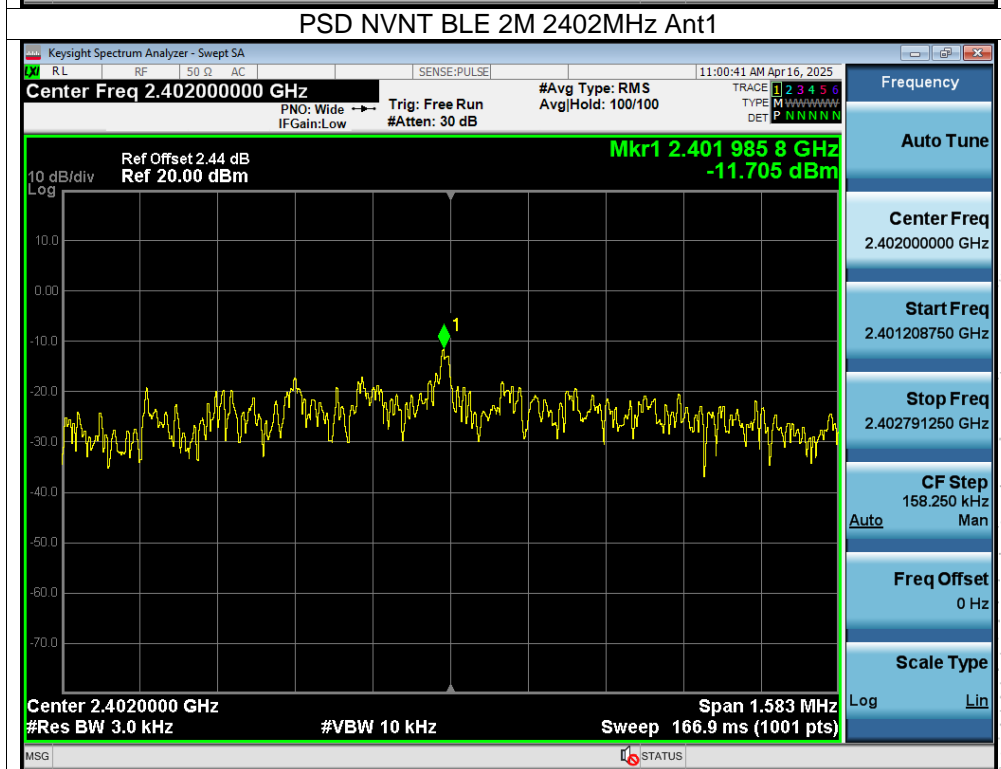 PSD NVNT BLE 2M 2402MHz Ant1
Keysight Spectrum Analyzer - Swept SA
LXI RL RF 50 Ω AC SENSE:PULSE 11:00:41 AM Apr 16, 2025
Center Freq 2.402000000 GHz
PNO: Wide
IFGain:Low
Trig: Free Run
#Atten: 30 dB
#Avg Type: RMS
Avg|Hold: 100/100
TRACE 1 2 3 4 5 6
TYPE M WWWWW
DET P N N N N N
Ref Offset 2.44 dB
Ref 20.00 dBm
10 dB/div
Log
Mkr1 2.401 985 8 GHz
-11.705 dBm
10.0
0.00
-10.0
-20.0
-30.0
-40.0
-50.0
-60.0
-70.0
1
Center 2.4020000 GHz
Span 1.583 MHz
#Res BW 3.0 kHz
#VBW 10 kHz
Sweep 166.9 ms (1001 pts)
MSG
STATUS
Frequency
Auto Tune
Center Freq
2.402000000 GHz
Start Freq
2.401208750 GHz
Stop Freq
2.402791250 GHz
CF Step
158.250 kHz
Auto Man
Freq Offset
0 Hz
Scale Type
Log Lin